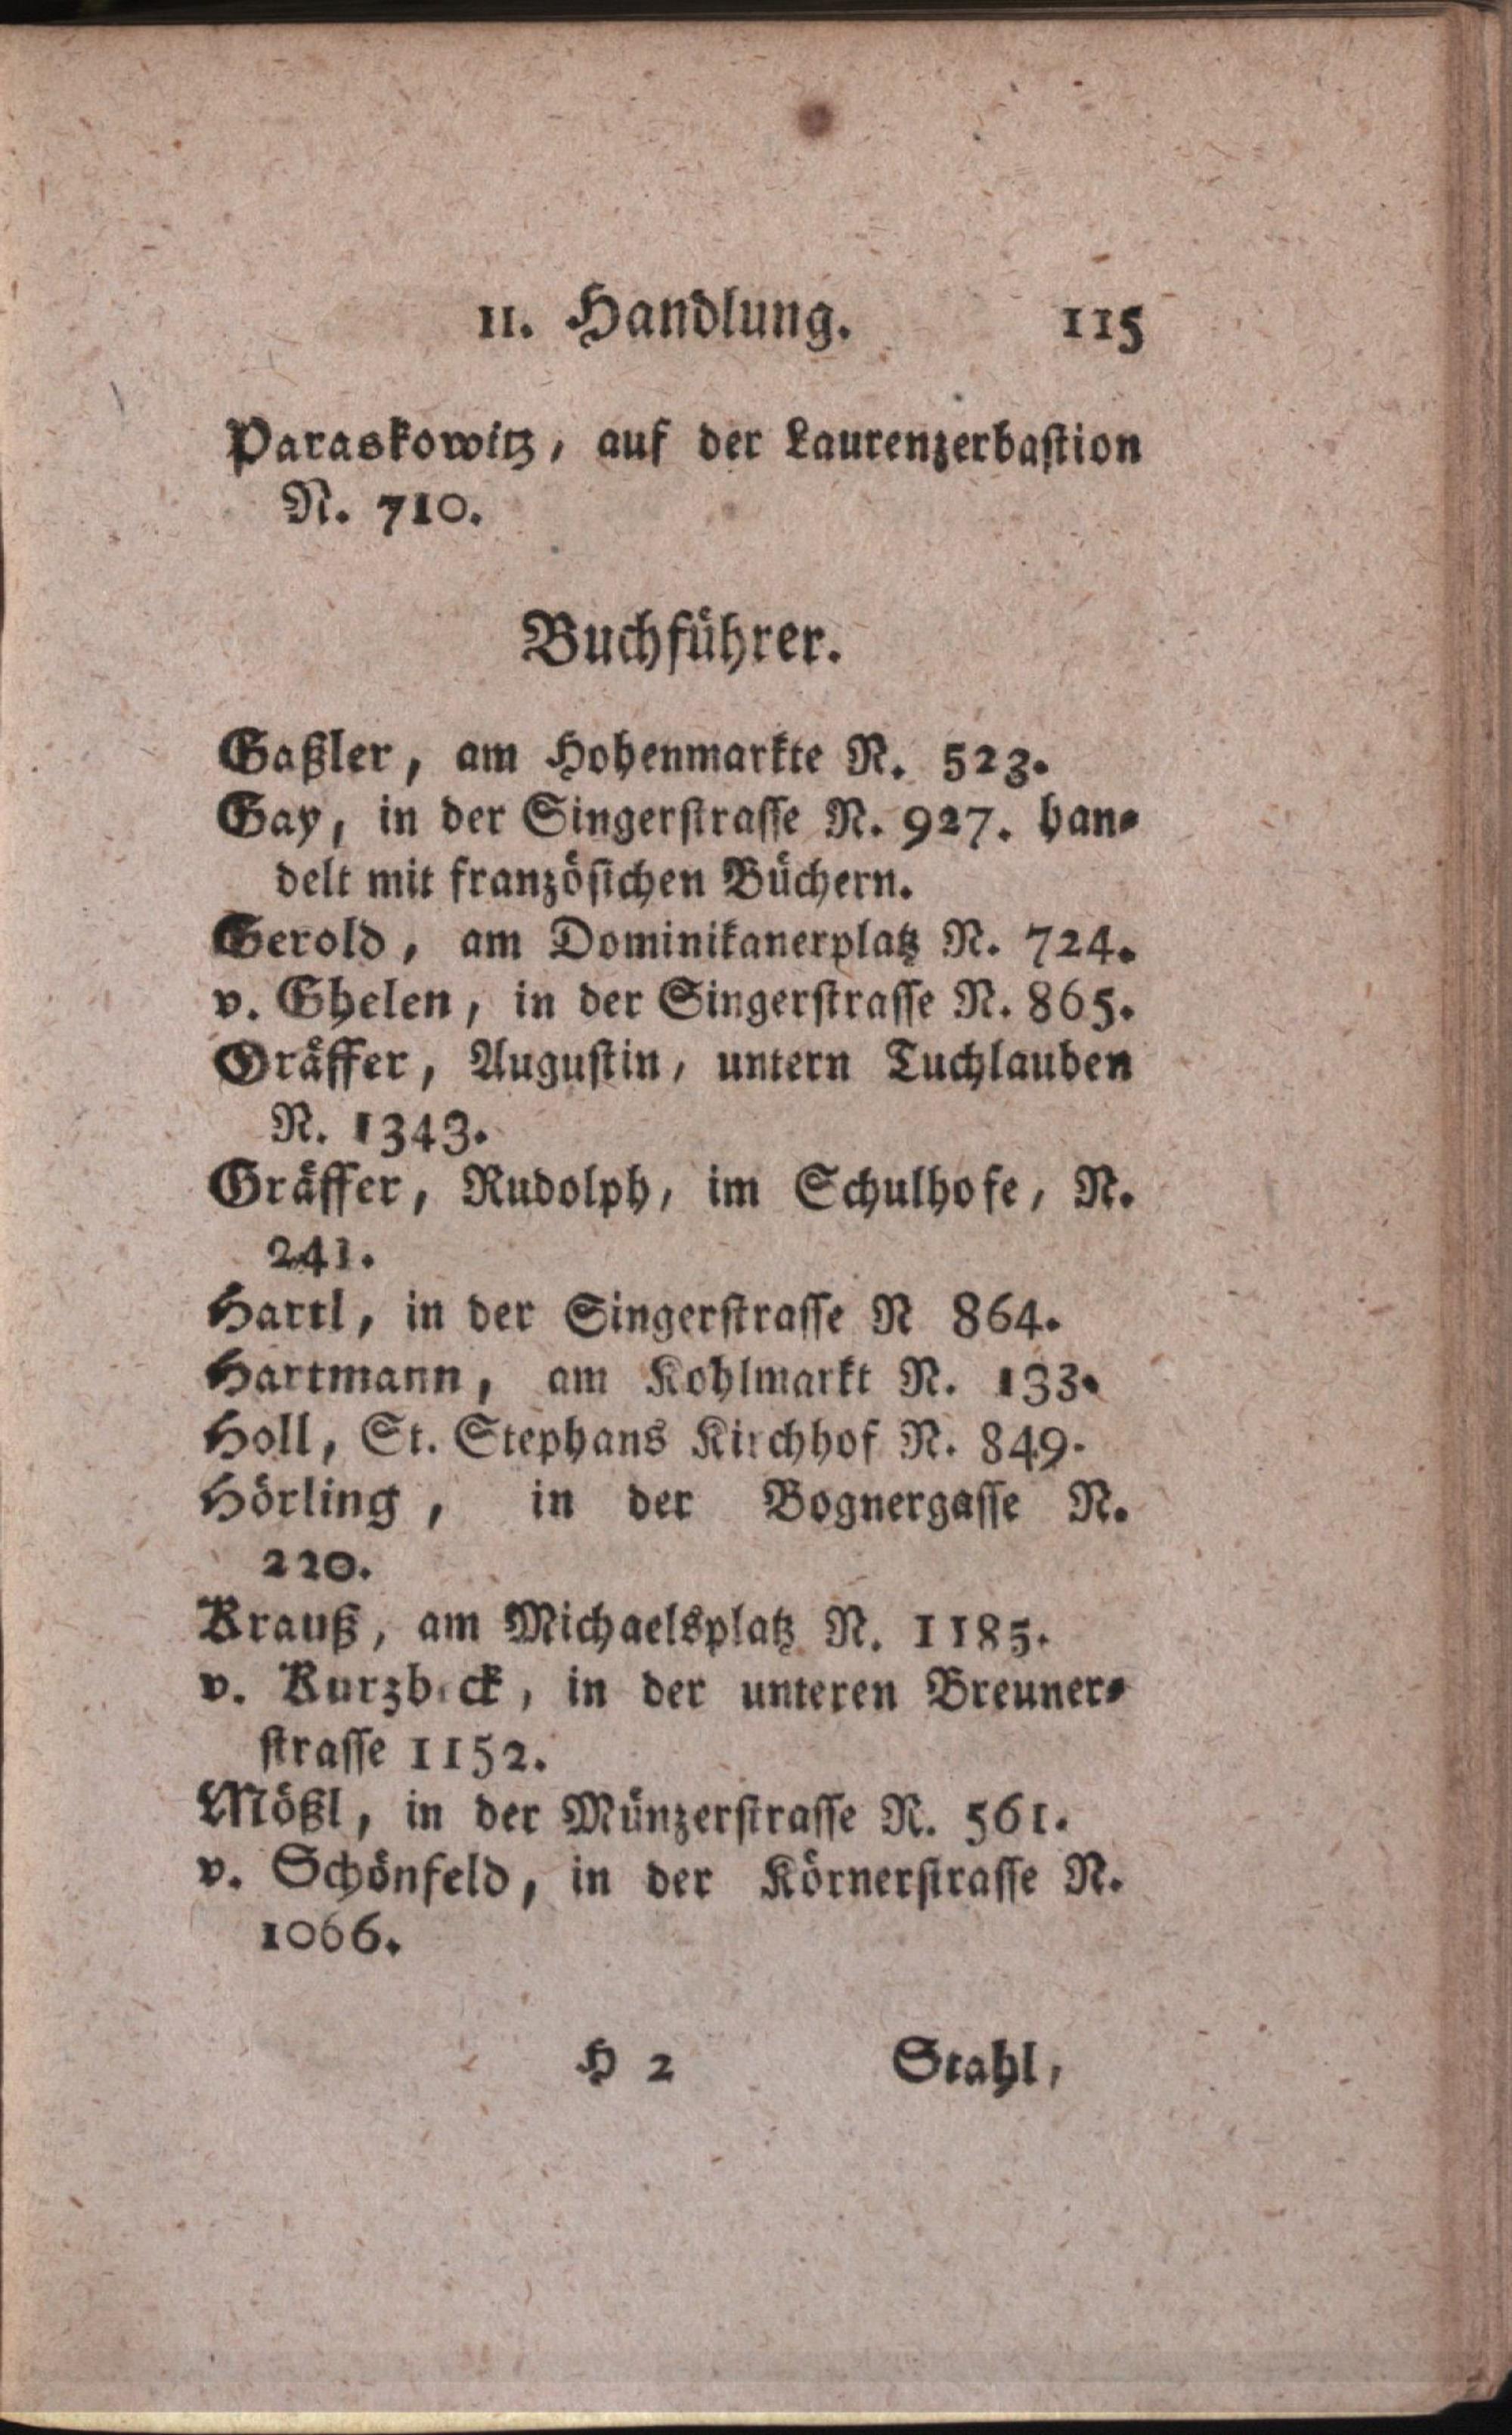 II. Handlung. 115
Paraskowitz, auf der Laurenzerbastion
N. 710.
Buchführer.
Gaßler, am Hohenmarkte N. 523.
Gay, in der Singerstrasse N. 927. han-
delt mit französichen Büchern.
Gerold, am Dominikanerplatz N. 724.
v. Ghelen, in der Singerstrasse N. 865.
Gräffer, Augustin, untern Tuchlauben
N. 1343.
Gräffer, Rudolph, im Schulhofe, N.
241.
Hartl, in der Singerstrasse N 864.
Hartmann, am Kohlmarkt N. 133.
Holl, St. Stephans Kirchhof N. 849.
Hörling, in der Bognergasse N.
220.
Krauß, am Michaelsplatz N. 1185.
v. Kurzbeck, in der unteren Breuner-
strasse 1152.
Mößl, in der Münzerstrasse N. 561.
v. Schönfeld, in der Körnerstrasse N.
1066.
H 2 Stahl,